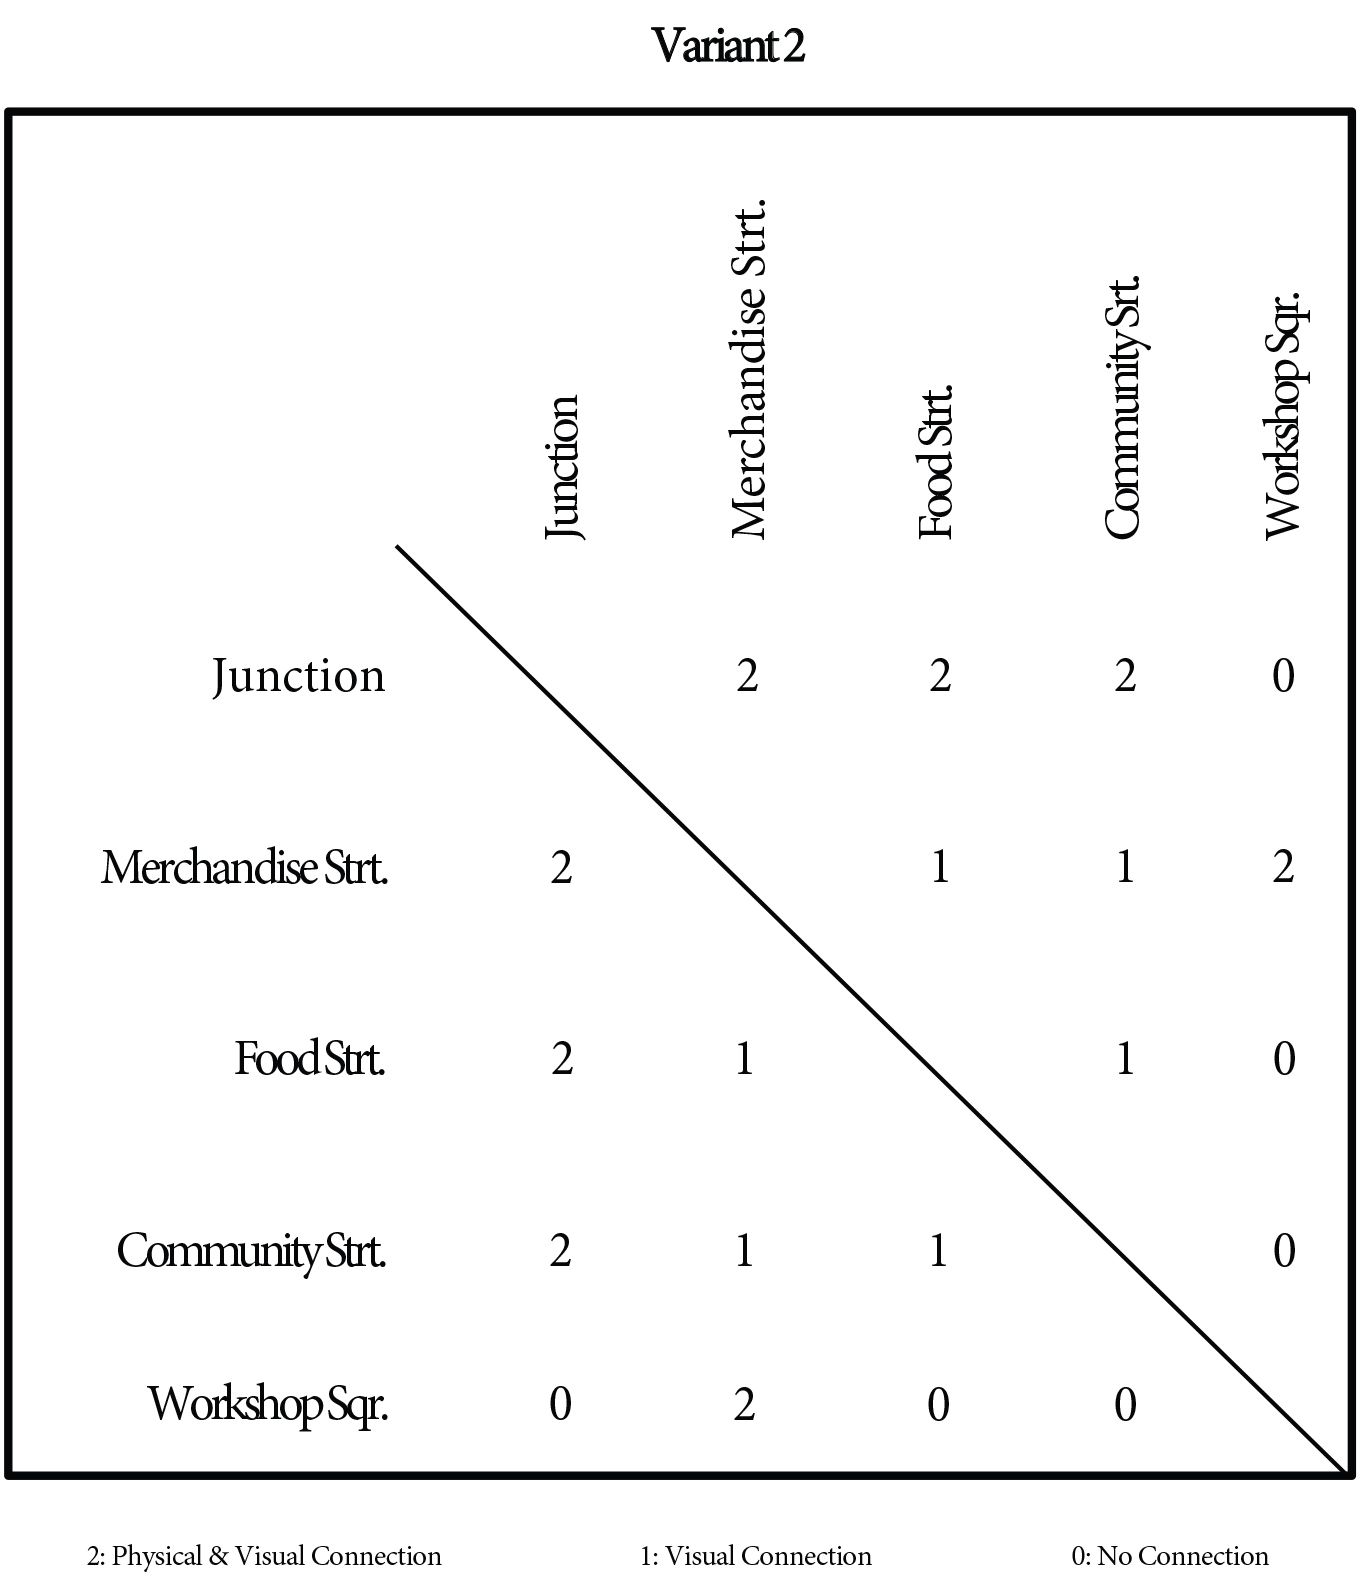 Variant 2
Junction
Merchandise Strt.
Food Strt.
Community Srt.
Workshop Sqr.
Junction 2 2 2 0
Merchandise Strt. 2 1 1 2
Food Strt. 2 1 1 0
Community Strt. 2 1 1 0
Workshop Sqr. 0 2 0 0
2: Physical & Visual Connection 1: Visual Connection 0: No Connection